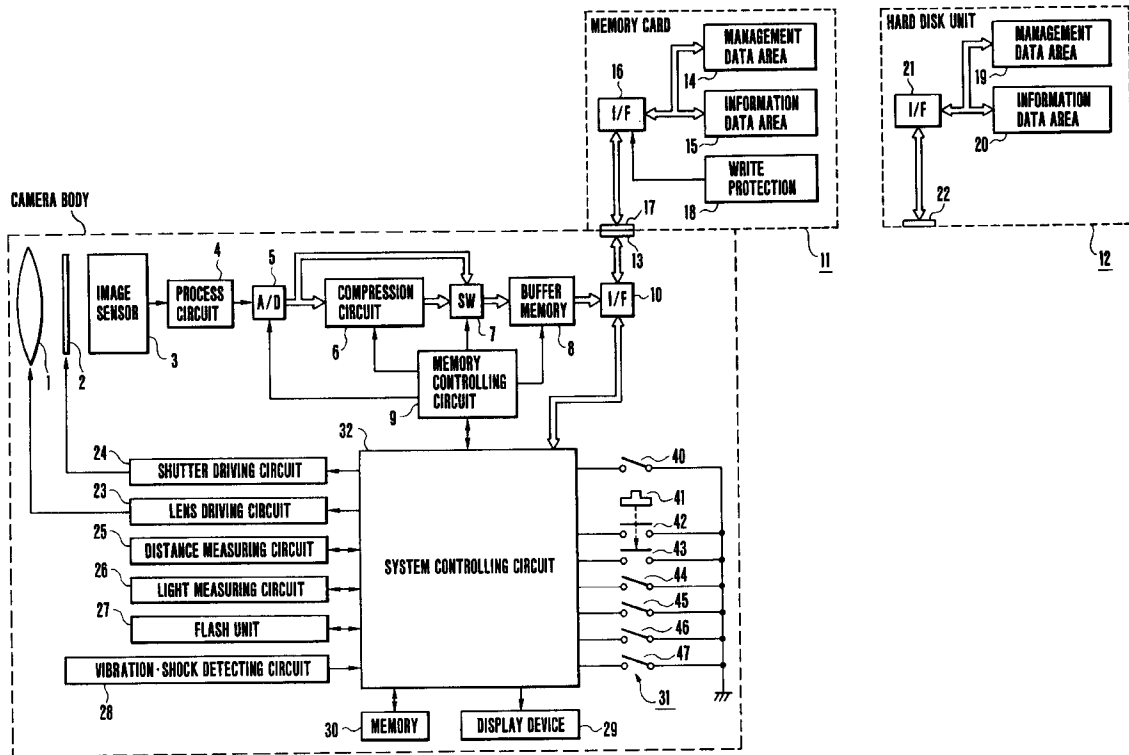 MEMORY CARD
HARD DISK UNIT
16
I/F
MANAGEMENT
DATA AREA
14
INFORMATION
DATA AREA
15
WRITE
PROTECTION
18
17
13
11
21
I/F
MANAGEMENT
DATA AREA
19
INFORMATION
DATA AREA
20
22
12
CAMERA BODY
1
2
IMAGE
SENSOR
3
4
PROCESS
CIRCUIT
5
A/D
COMPRESSION
CIRCUIT
6
SW
7
BUFFER
MEMORY
8
I/F
10
MEMORY
CONTROLLING
CIRCUIT
9
32
SYSTEM CONTROLLING CIRCUIT
24
SHUTTER DRIVING CIRCUIT
23
LENS DRIVING CIRCUIT
25
DISTANCE MEASURING CIRCUIT
26
LIGHT MEASURING CIRCUIT
27
FLASH UNIT
VIBRATION·SHOCK DETECTING CIRCUIT
28
40
41
42
43
44
45
46
47
31
30
MEMORY
DISPLAY DEVICE
29